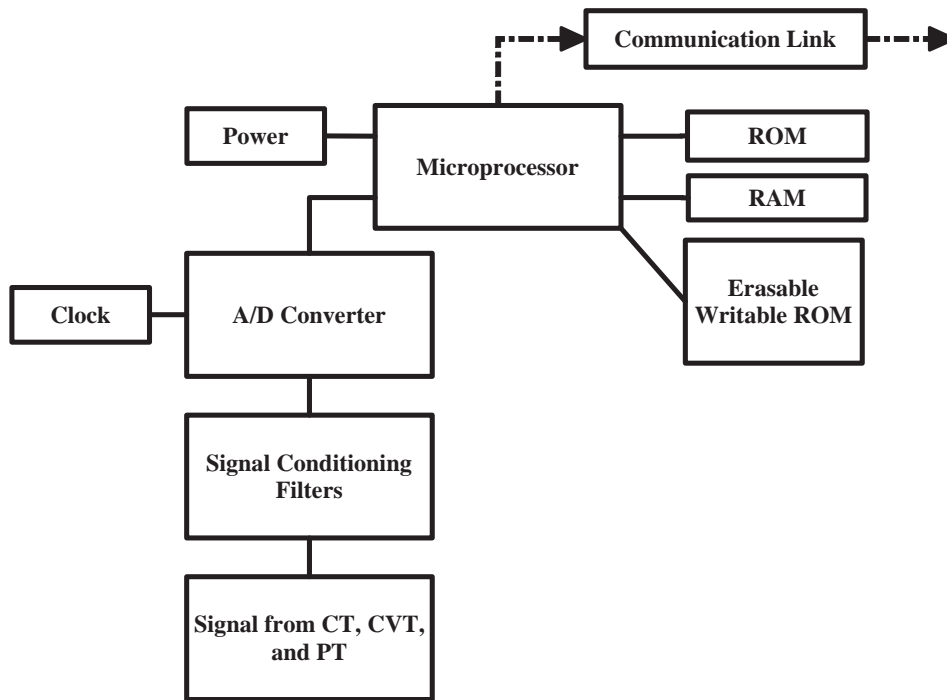 Communication Link
Power
Microprocessor
ROM
RAM
Erasable
Writable ROM
Clock
A/D Converter
Signal Conditioning
Filters
Signal from CT, CVT,
and PT